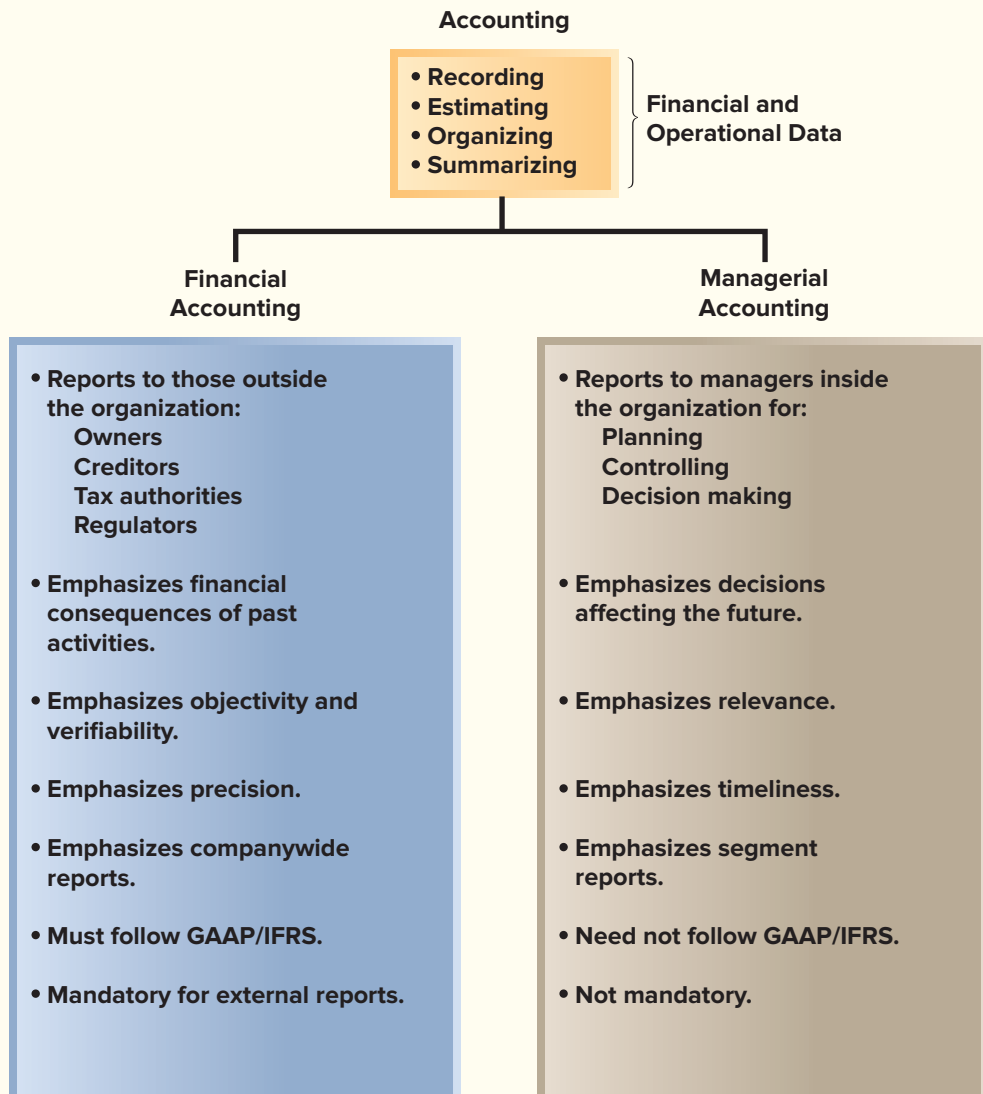 Accounting
• Recording
• Estimating
• Organizing
• Summarizing
Financial and
Operational Data
Financial
Accounting
• Reports to those outside
the organization:
Owners
Creditors
Tax authorities
Regulators
• Emphasizes financial
consequences of past
activities.
• Emphasizes objectivity and
verifiability.
• Emphasizes precision.
• Emphasizes companywide
reports.
• Must follow GAAP/IFRS.
• Mandatory for external reports.
Managerial
Accounting
• Reports to managers inside
the organization for:
Planning
Controlling
Decision making
• Emphasizes decisions
affecting the future.
• Emphasizes relevance.
• Emphasizes timeliness.
• Emphasizes segment
reports.
• Need not follow GAAP/IFRS.
• Not mandatory.